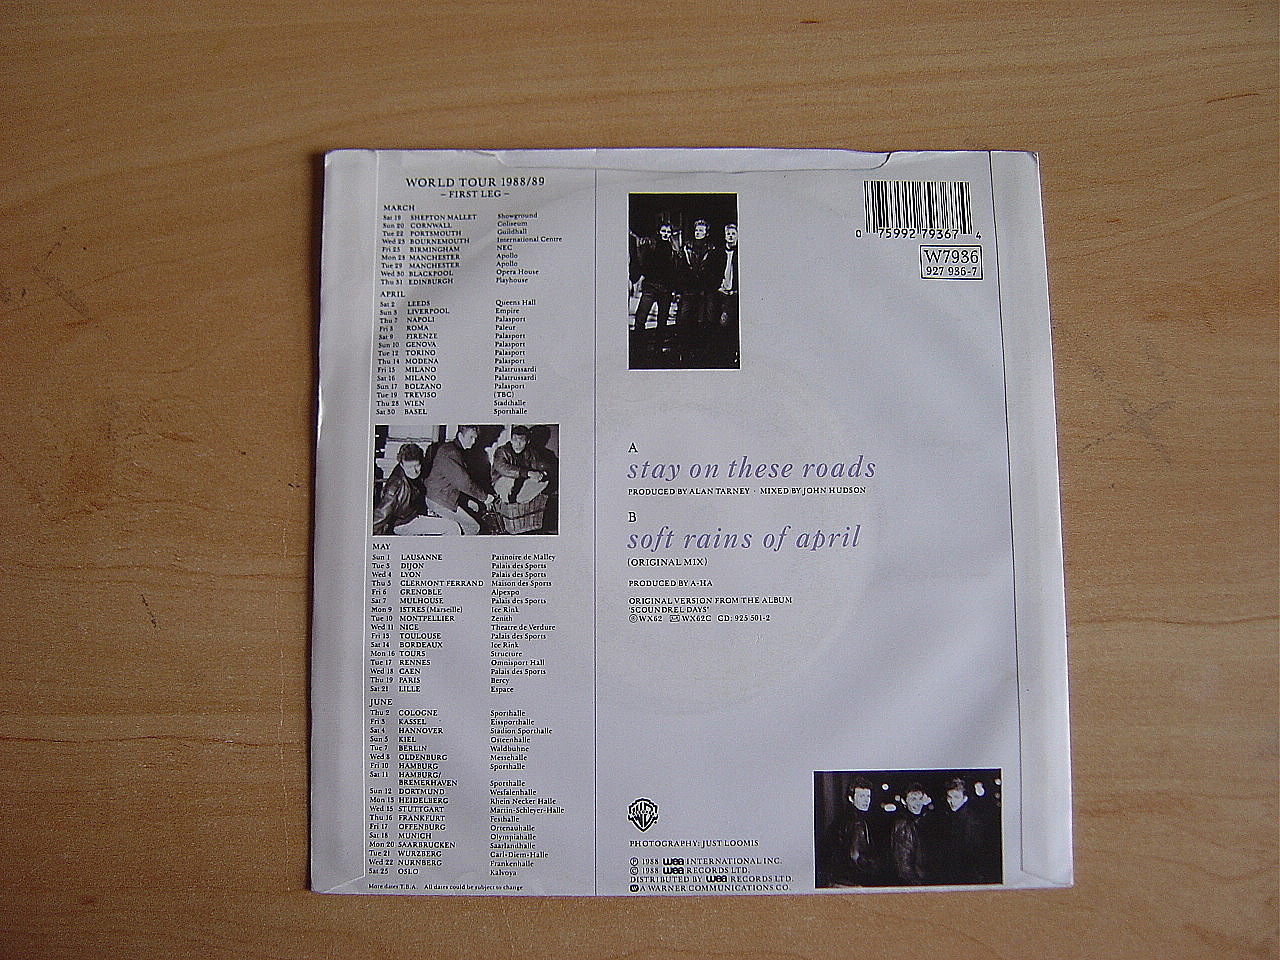 WORLD TOUR 1988/89
– FIRST LEG –
MARCH
Sat 19 SHEPTON MALLET Showground
Sun 20 CORNWALL Coliseum
Tue 22 PORTSMOUTH Guildhall
Wed 23 BOURNEMOUTH International Centre
Fri 25 BIRMINGHAM NEC
Mon 28 MANCHESTER Apollo
Tue 29 MANCHESTER Apollo
Wed 30 BLACKPOOL Opera House
Thu 31 EDINBURGH Playhouse
APRIL
Sat 2 LEEDS Queens Hall
Sun 3 LIVERPOOL Empire
Thu 7 NAPOLI Palasport
Fri 8 ROMA Paleur
Sat 9 FIRENZE Palasport
Sun 10 GENOVA Palasport
Tue 12 TORINO Palasport
Thu 14 MODENA Palasport
Fri 15 MILANO Palatrussardi
Sat 16 MILANO Palatrussardi
Sun 17 BOLZANO Palasport
Tue 19 TREVISO (TBC)
Thu 28 WIEN Stadthalle
Sat 30 BASEL Sporthalle
MAY
Sun 1 LAUSANNE Patinoire de Malley
Tue 3 DIJON Palais des Sports
Wed 4 LYON Palais des Sports
Thu 5 CLERMONT FERRAND Maison des Sports
Fri 6 GRENOBLE Alpexpo
Sat 7 MULHOUSE Palais des Sports
Mon 9 ISTRES (Marseille) Ice Rink
Tue 10 MONTPELLIER Zenith
Wed 11 NICE Theatre de Verdure
Fri 13 TOULOUSE Palais des Sports
Sat 14 BORDEAUX Ice Rink
Mon 16 TOURS Structure
Tue 17 RENNES Omnisport Hall
Wed 18 CAEN Palais des Sports
Thu 19 PARIS Bercy
Sat 21 LILLE Espace
JUNE
Thu 2 COLOGNE Sporthalle
Fri 3 KASSEL Eissporthalle
Sat 4 HANNOVER Stadion Sporthalle
Sun 5 KIEL Ostseehalle
Tue 7 BERLIN Waldbuhne
Wed 8 OLDENBURG Messehalle
Fri 10 HAMBURG Sporthalle
Sat 11 HAMBURG/
BREMERHAVEN Sporthalle
Sun 12 DORTMUND Wesfalenhalle
Mon 13 HEIDELBERG Rhein Necker Halle
Wed 15 STUTTGART Martin-Schleyer-Halle
Thu 16 FRANKFURT Festhalle
Fri 17 OFFENBURG Ortenauhalle
Sat 18 MUNICH Olympiahalle
Mon 20 SAARBRUCKEN Saarlandhalle
Tue 21 WURZBERG Carl-Diem-Halle
Wed 22 NURNBERG Frankenhalle
Sat 25 OSLO Kalvoya
More dates T.B.A. All dates could be subject to change
0 75992 79367 4
W7936
927 936-7
A
stay on these roads
PRODUCED BY ALAN TARNEY · MIXED BY JOHN HUDSON
B
soft rains of april
(ORIGINAL MIX)
PRODUCED BY A-HA
ORIGINAL VERSION FROM THE ALBUM
'SCOUNDREL DAYS'
WX62 WX62C CD: 925 501-2
PHOTOGRAPHY: JUST LOOMIS
℗ 1988 wea INTERNATIONAL INC.
© 1988 wea RECORDS LTD.
DISTRIBUTED BY wea RECORDS LTD.
A WARNER COMMUNICATIONS CO.